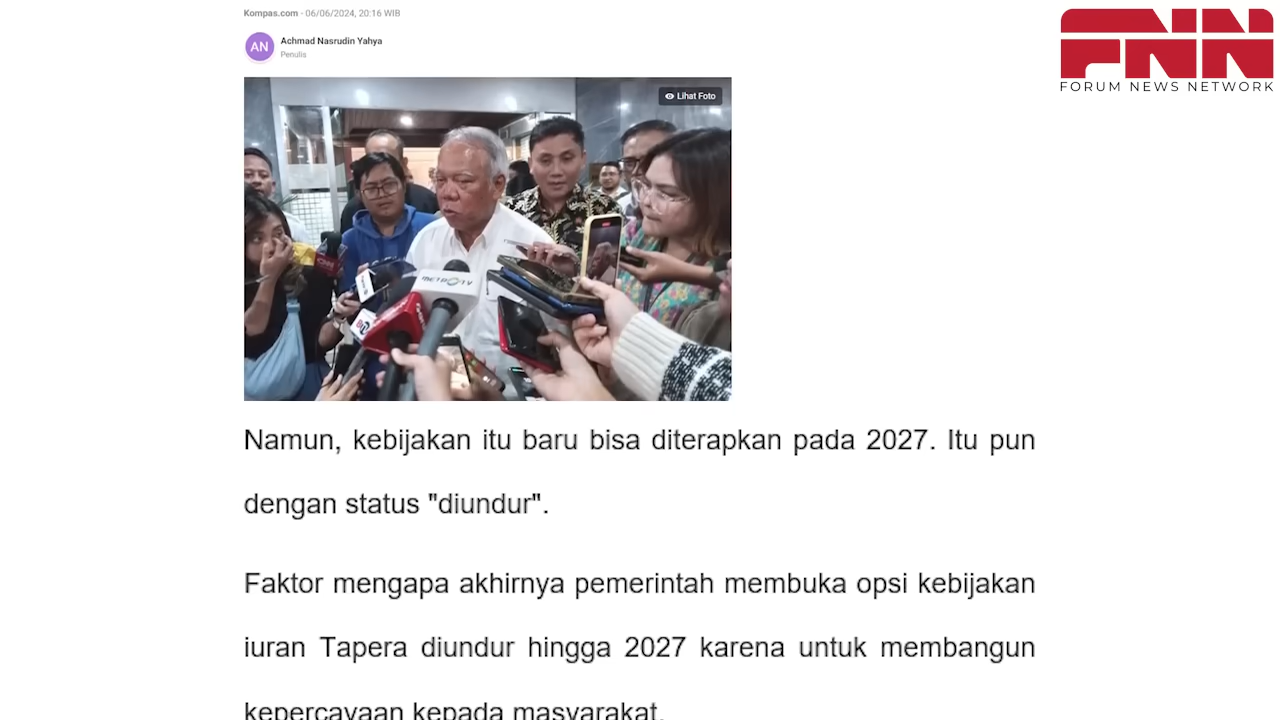 Kompas.com - 06/06/2024, 20:16 WIB
FNN
FORUM NEWS NETWORK
AN
Achmad Nasrudin Yahya
Penulis
Lihat Foto
METRO TV
Namun, kebijakan itu baru bisa diterapkan pada 2027. Itu pun
dengan status "diundur".
Faktor mengapa akhirnya pemerintah membuka opsi kebijakan
iuran Tapera diundur hingga 2027 karena untuk membangun
kepercayaan kepada masyarakat.